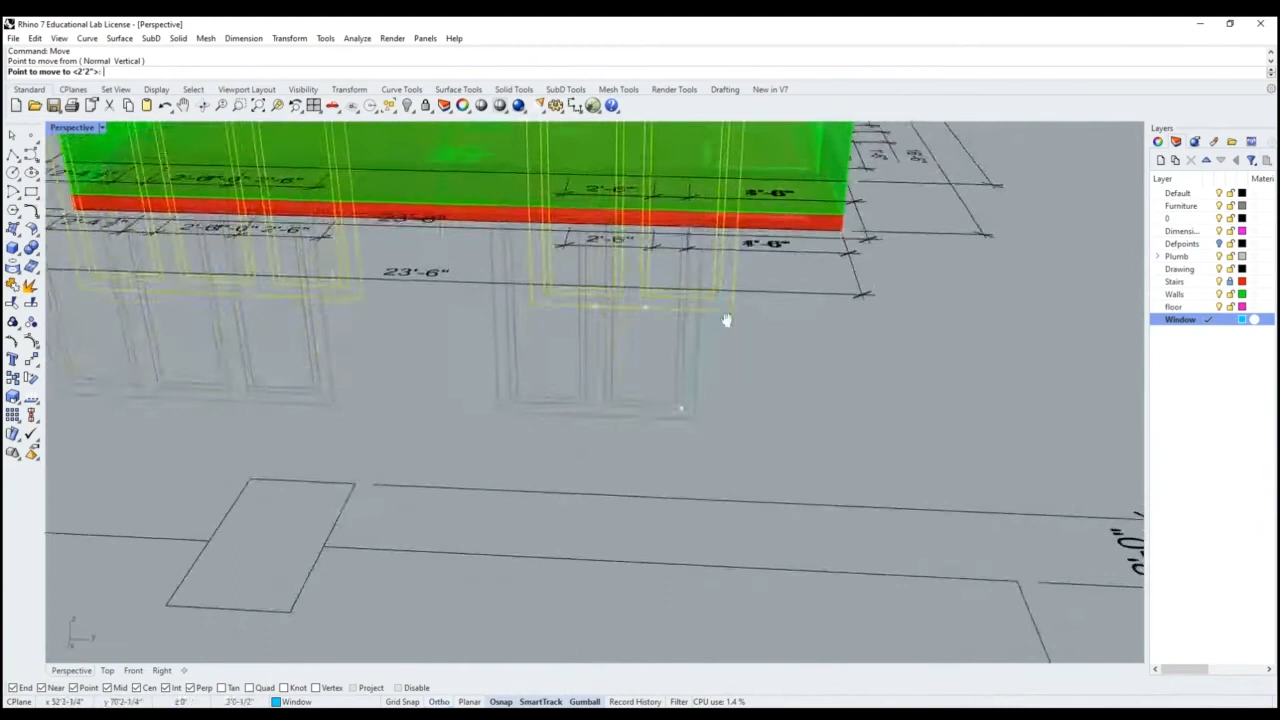 Rhino 7 Educational Lab License - [Perspective]
File Edit View Curve Surface SubD Solid Mesh Dimension Transform Tools Analyze Render Panels Help
Command: Move
Point to move from ( Normal Vertical )
Point to move to <2'2">:
Standard CPlanes Set View Display Select Viewport Layout Visibility Transform Curve Tools Surface Tools Solid Tools SubD Tools Mesh Tools Render Tools Drafting New in V7
Perspective
Layers
Layer Materi
Default
Furniture
0
Dimensi...
Defpoints
Plumb
Drawing
Stairs
Walls
floor
Window
2'-6"
2'-6"
23'-6"
Perspective Top Front Right
End Near Point Mid Cen Int Perp Tan Quad Knot Vertex Project Disable
CPlane Window Grid Snap Ortho Planar Osnap SmartTrack Gumball Record History Filter CPU use: 1.4 %